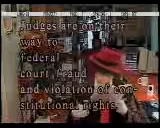 Judges are on their
way to
federal
court, fraud
and violation of con-
stitutional rights.